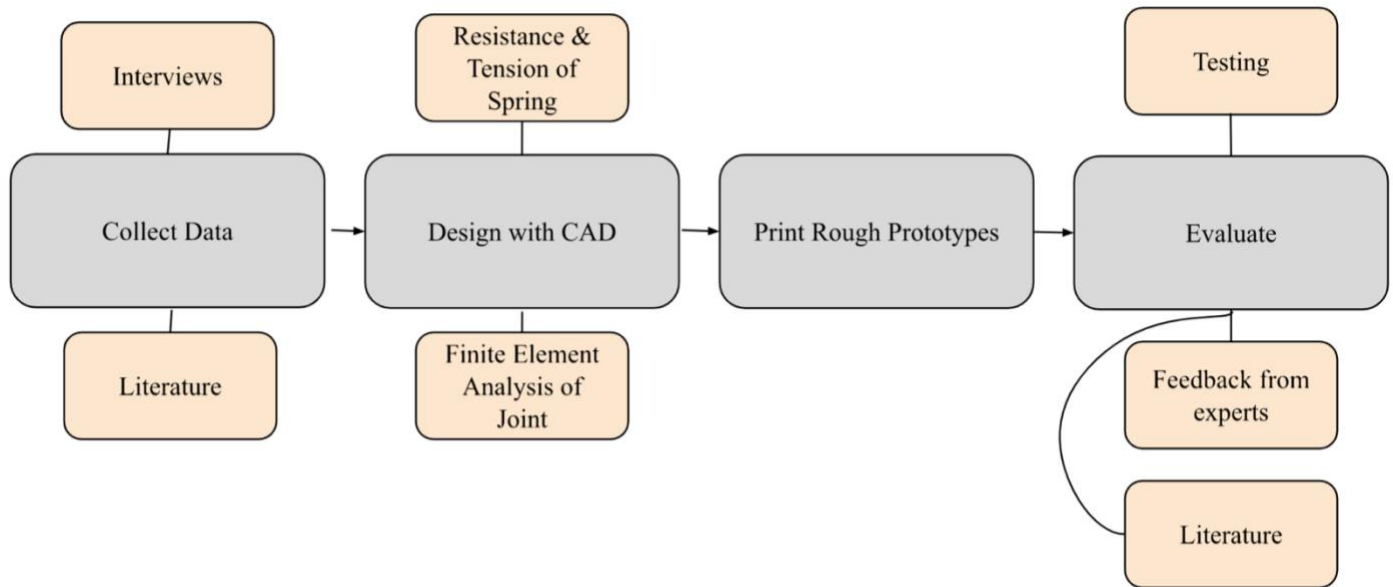 Interviews
Resistance &
Tension of
Spring
Testing
Collect Data
Design with CAD
Print Rough Prototypes
Evaluate
Literature
Finite Element
Analysis of
Joint
Feedback from
experts
Literature